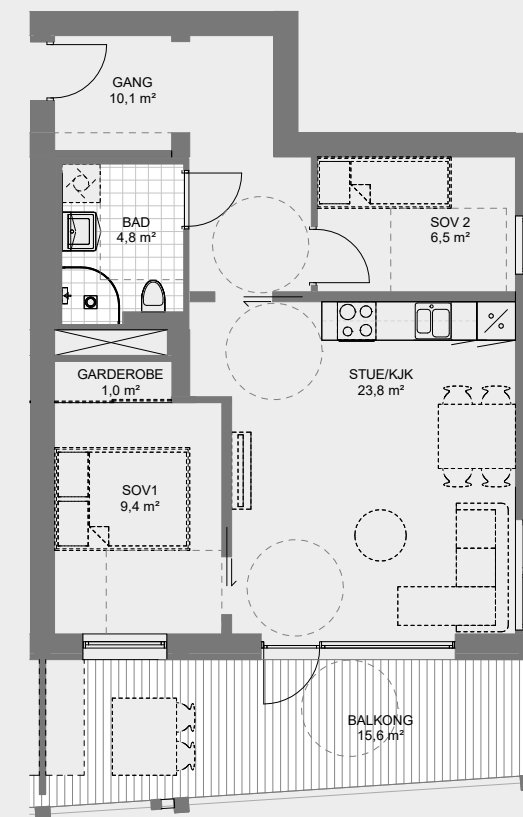 GANG
10,1 m²
BAD
4,8 m²
SOV 2
6,5 m²
GARDEROBE
1,0 m²
STUE/KJK
23,8 m²
SOV1
9,4 m²
BALKONG
15,6 m²